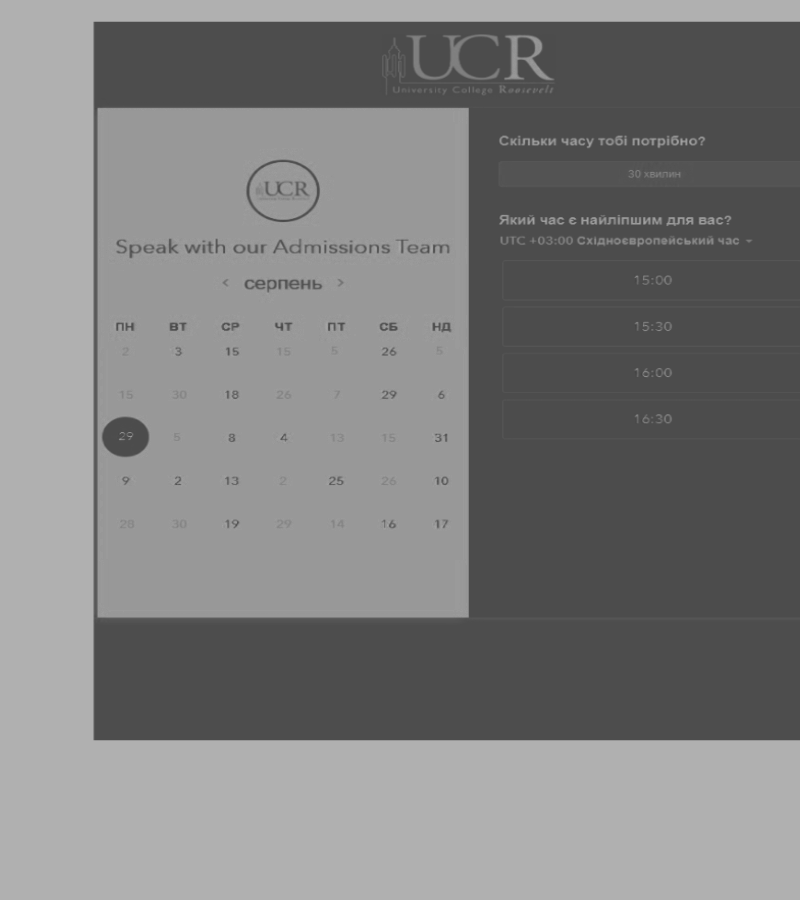 UCR
University College Roosevelt
UCR
Speak with our Admissions Team
< серпень >
ПН ВТ СР ЧТ ПТ СБ НД
2 3 15 15 5 26 5
15 30 18 26 7 29 6
29 5 8 4 13 15 31
9 2 13 2 25 26 10
28 30 19 29 14 16 17
Скільки часу тобі потрібно?
30 хвилин
Який час є найліпшим для вас?
UTC +03:00 Східноєвропейський час
15:00
15:30
16:00
16:30